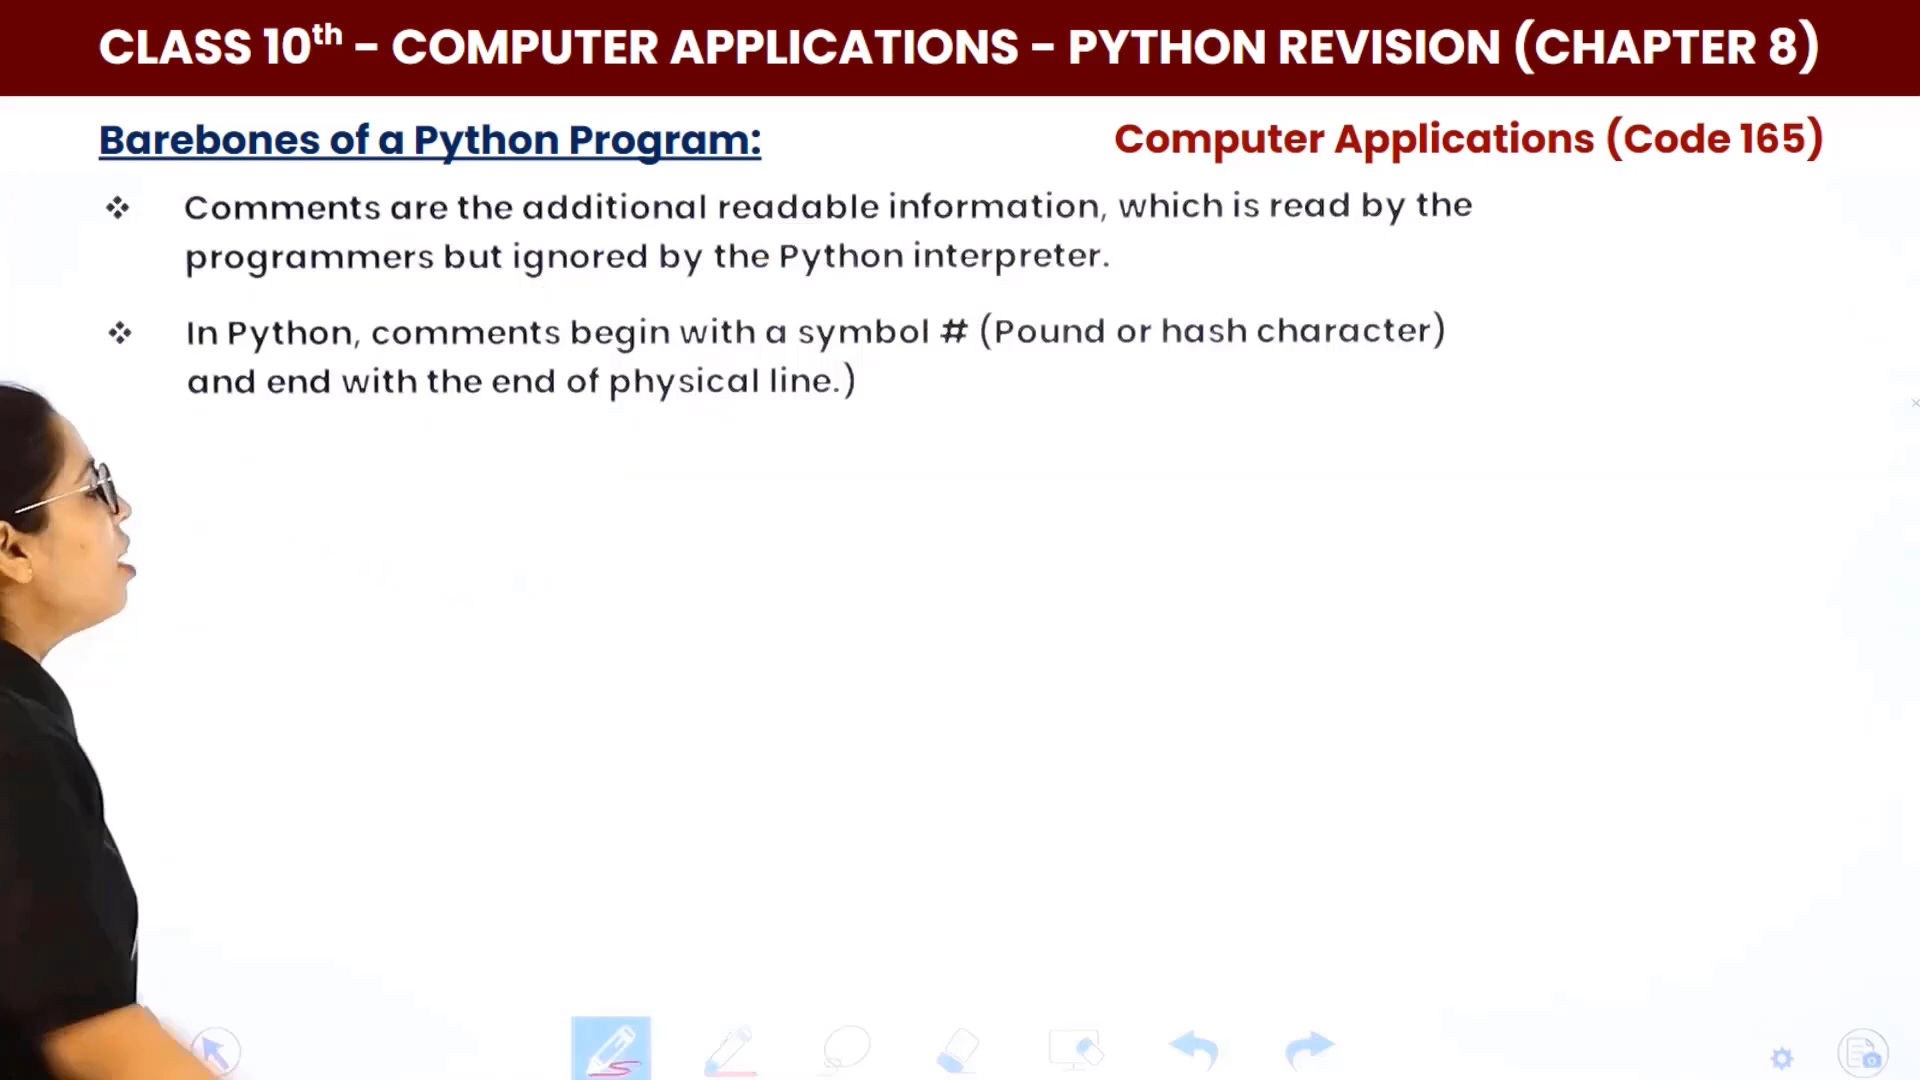 CLASS 10th – COMPUTER APPLICATIONS – PYTHON REVISION (CHAPTER 8)
Barebones of a Python Program:
Computer Applications (Code 165)
Comments are the additional readable information, which is read by the
programmers but ignored by the Python interpreter.
In Python, comments begin with a symbol # (Pound or hash character)
and end with the end of physical line.)